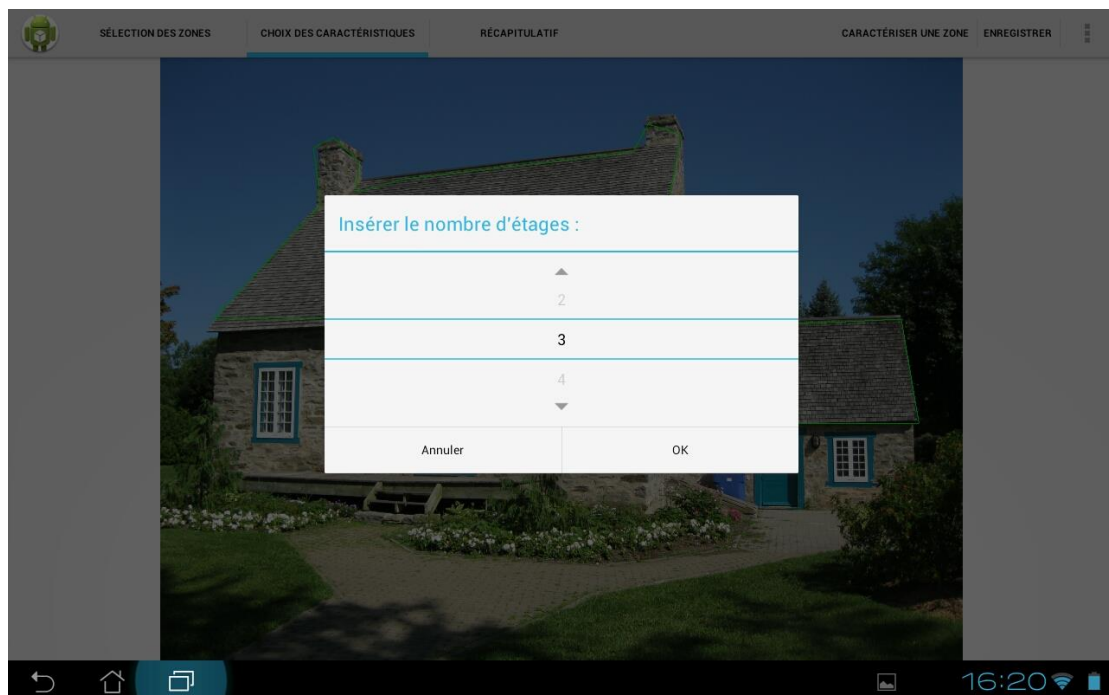 SÉLECTION DES ZONES
CHOIX DES CARACTÉRISTIQUES
RÉCAPITULATIF
CARACTÉRISER UNE ZONE
ENREGISTRER
Insérer le nombre d'étages :
2
3
4
Annuler
OK
16:20